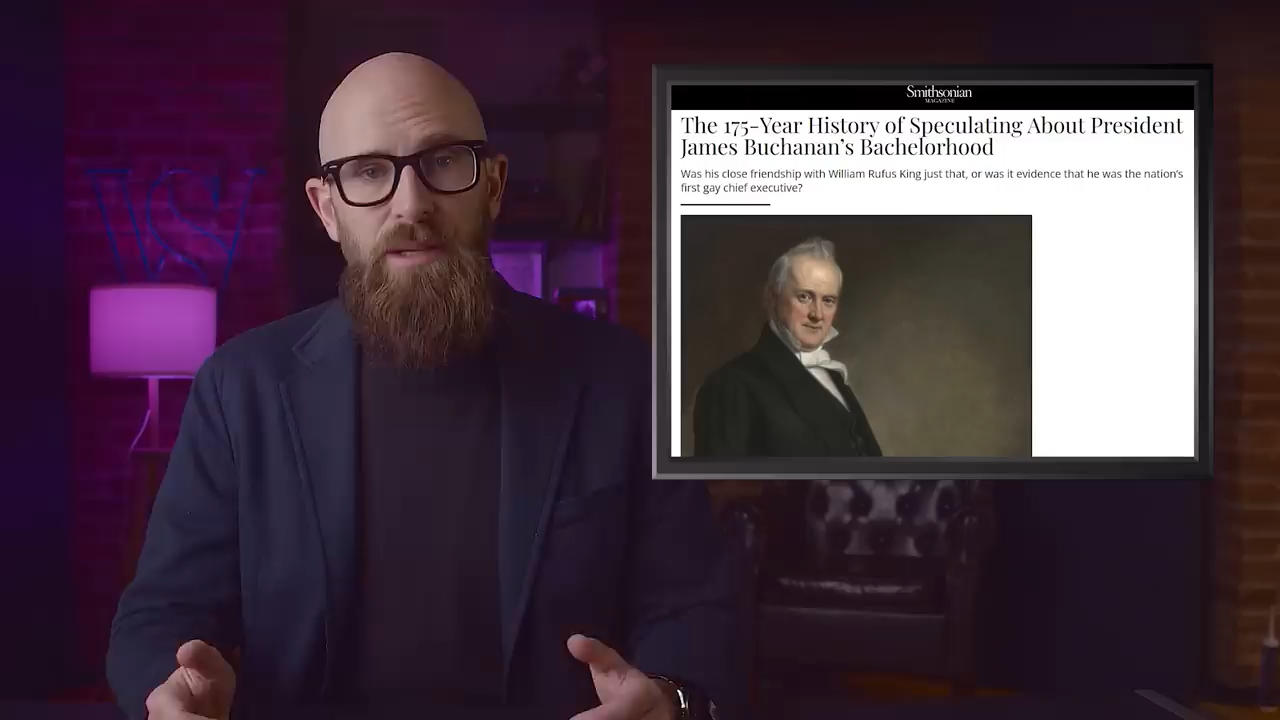 Smithsonian
MAGAZINE
The 175-Year History of Speculating About President
James Buchanan's Bachelorhood
Was his close friendship with William Rufus King just that, or was it evidence that he was the nation's
first gay chief executive?